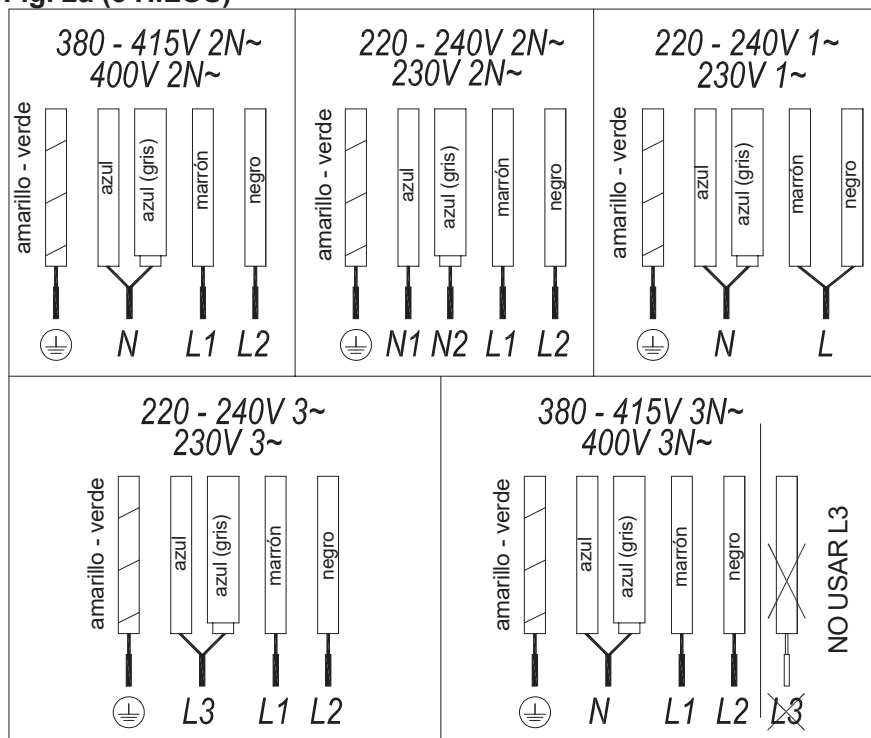 380 - 415V 2N~
400V 2N~
amarillo - verde
azul
azul (gris)
marrón
negro
N
L1
L2
220 - 240V 2N~
230V 2N~
amarillo - verde
azul
azul (gris)
marrón
negro
N1
N2
L1
L2
220 - 240V 1~
230V 1~
amarillo - verde
azul
azul (gris)
marrón
negro
N
L
220 - 240V 3~
230V 3~
amarillo - verde
azul
azul (gris)
marrón
negro
L3
L1
L2
380 - 415V 3N~
400V 3N~
amarillo - verde
azul
azul (gris)
marrón
negro
N
L1
L2
L3
NO USAR L3